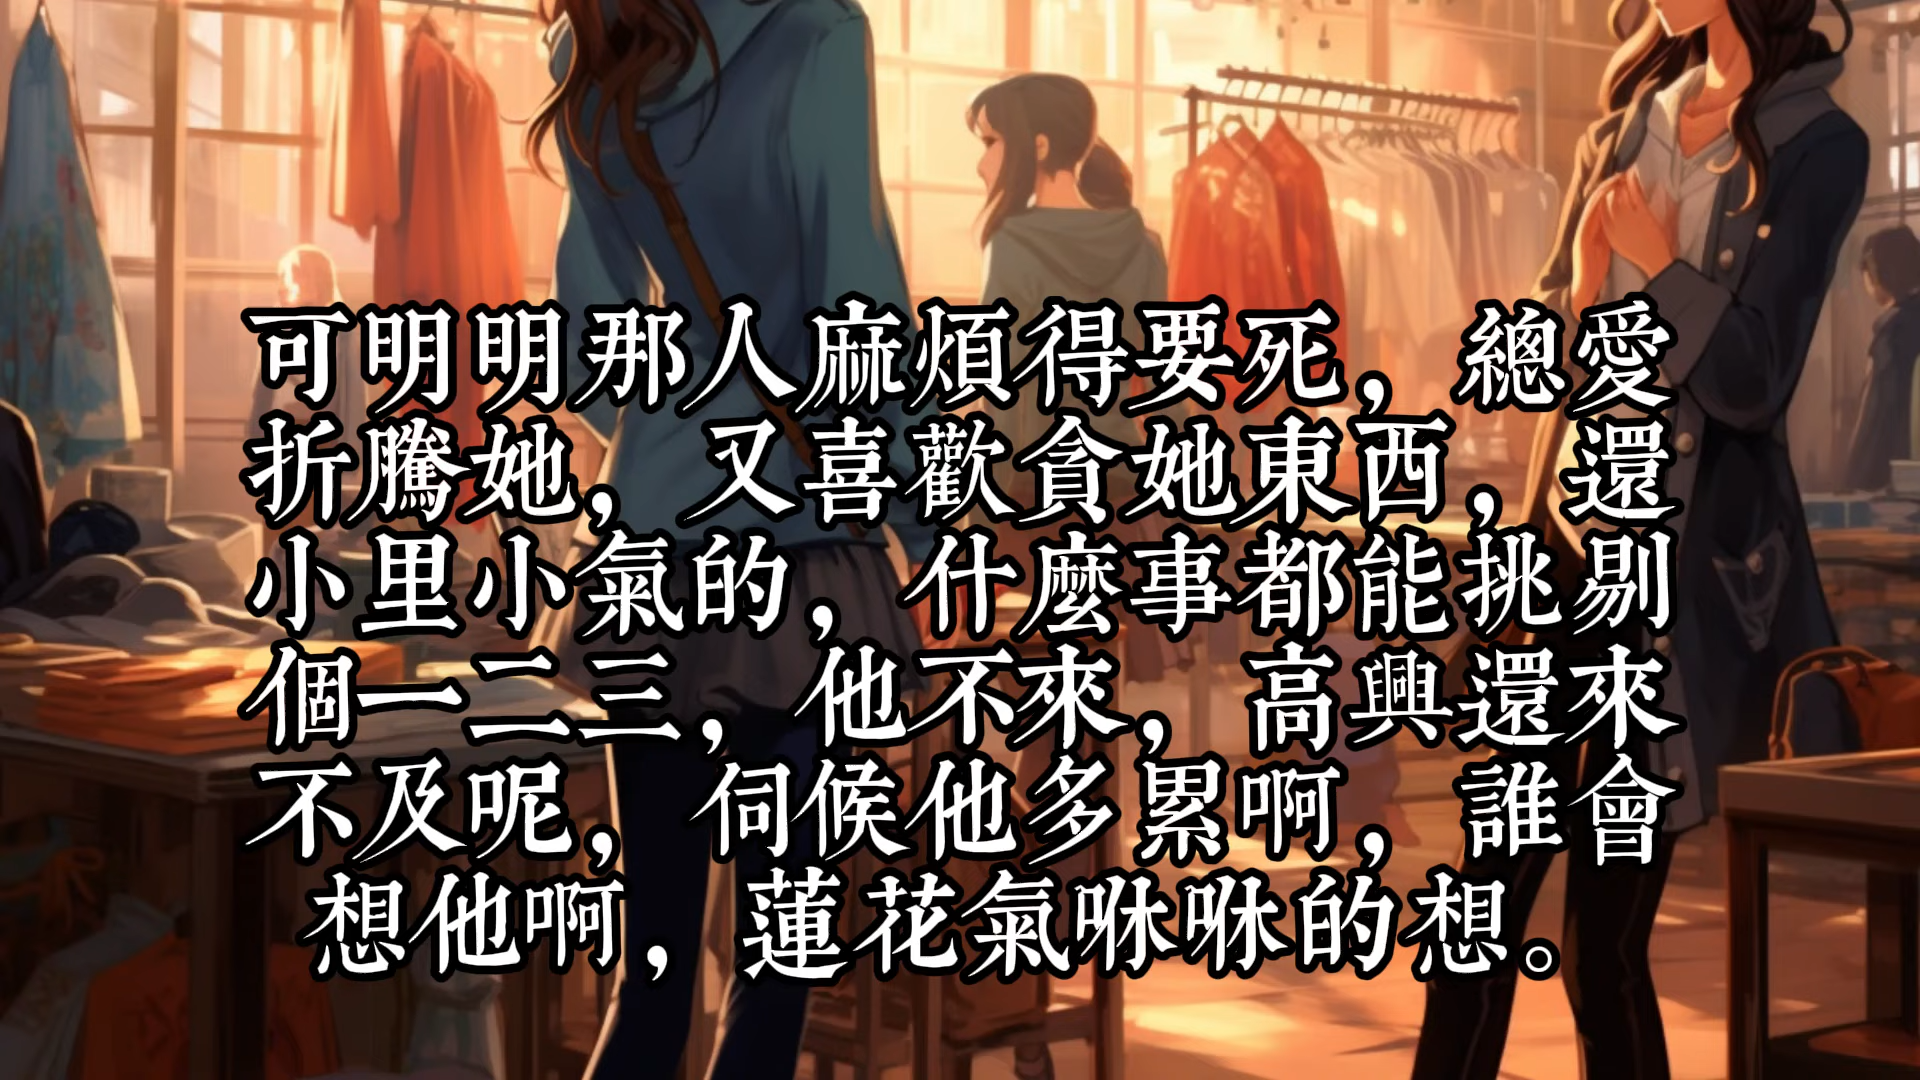 可明明那人麻煩得要死，總愛
折騰她，又喜歡貪她東西，還
小里小氣的，什麼事都能挑剔
個一二三，他不來，高興還來
不及呢，伺候他多累啊，誰會
想他啊，蓮花氣咻咻的想。